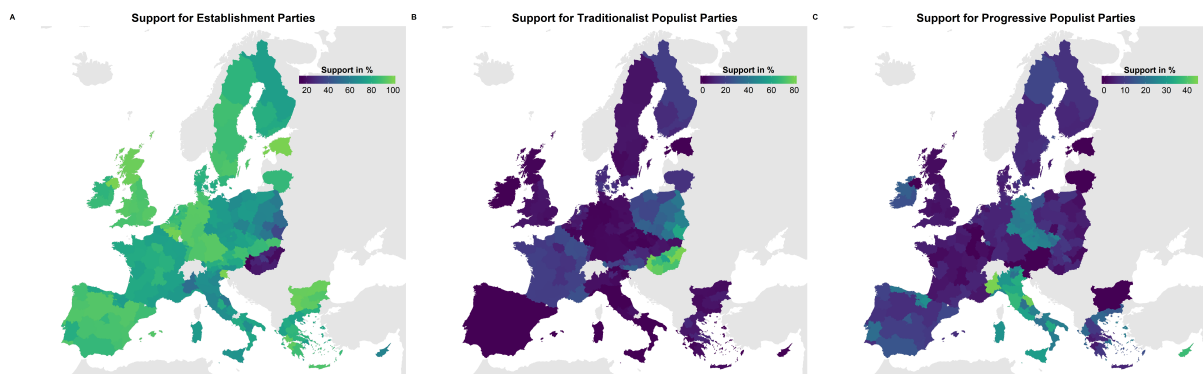 A Support for Establishment Parties
Support in %
20 40 60 80 100
B Support for Traditionalist Populist Parties
Support in %
0 20 40 60 80
C Support for Progressive Populist Parties
Support in %
0 10 20 30 40